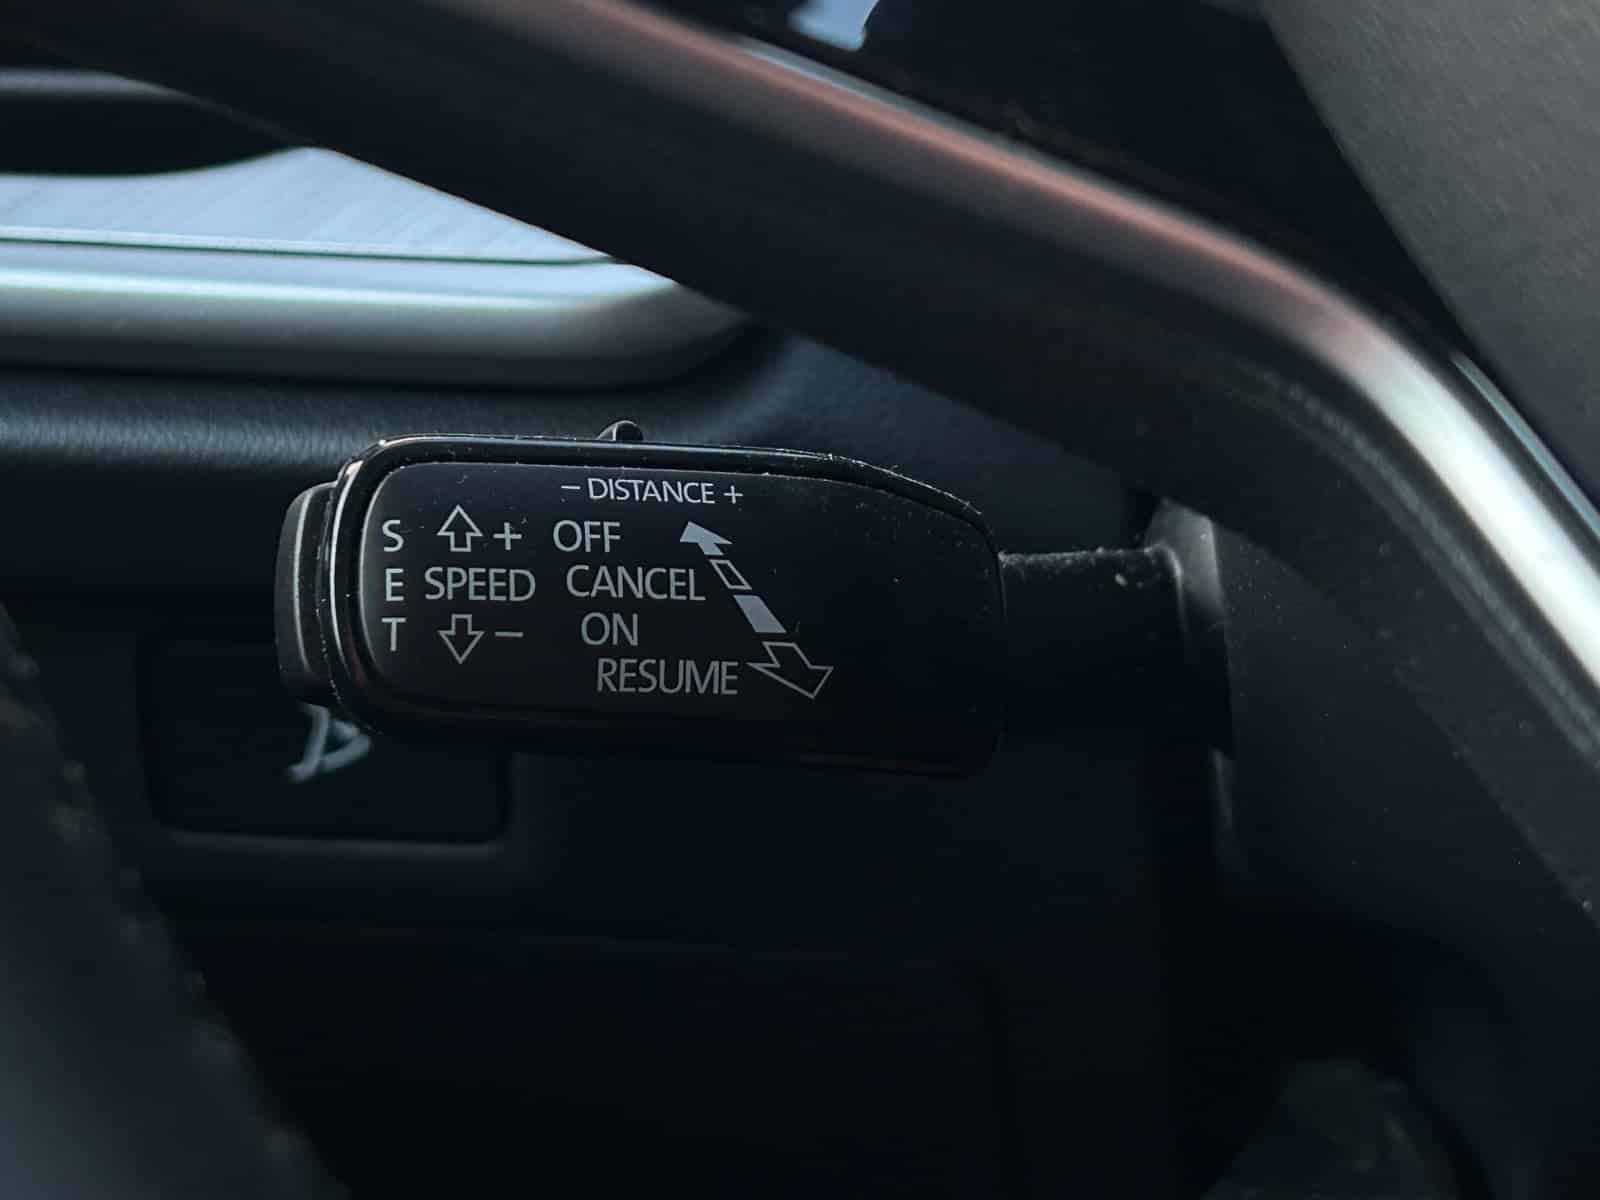 − DISTANCE +
S + OFF
E SPEED CANCEL
T − ON
RESUME